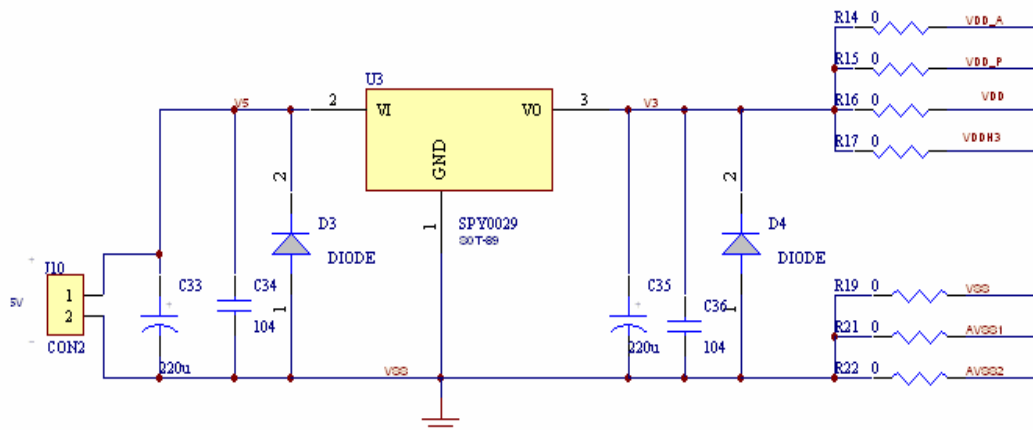 R14 0 VDD_A
R15 0 VDD_P
U3
V5 2 VI VO 3 V3 R16 0 VDD
R17 0 VDDH3
GND
2
2
1
D3
SPY0029
D4
SOT-89
DIODE
DIODE
+
J10
C33
C34
C35
R19 0 VSS
5V
1
+
1
+
C36
1
2
104
104
R21 0 AVSS1
-
CON2
220u
220u
VSS
R22 0 AVSS2